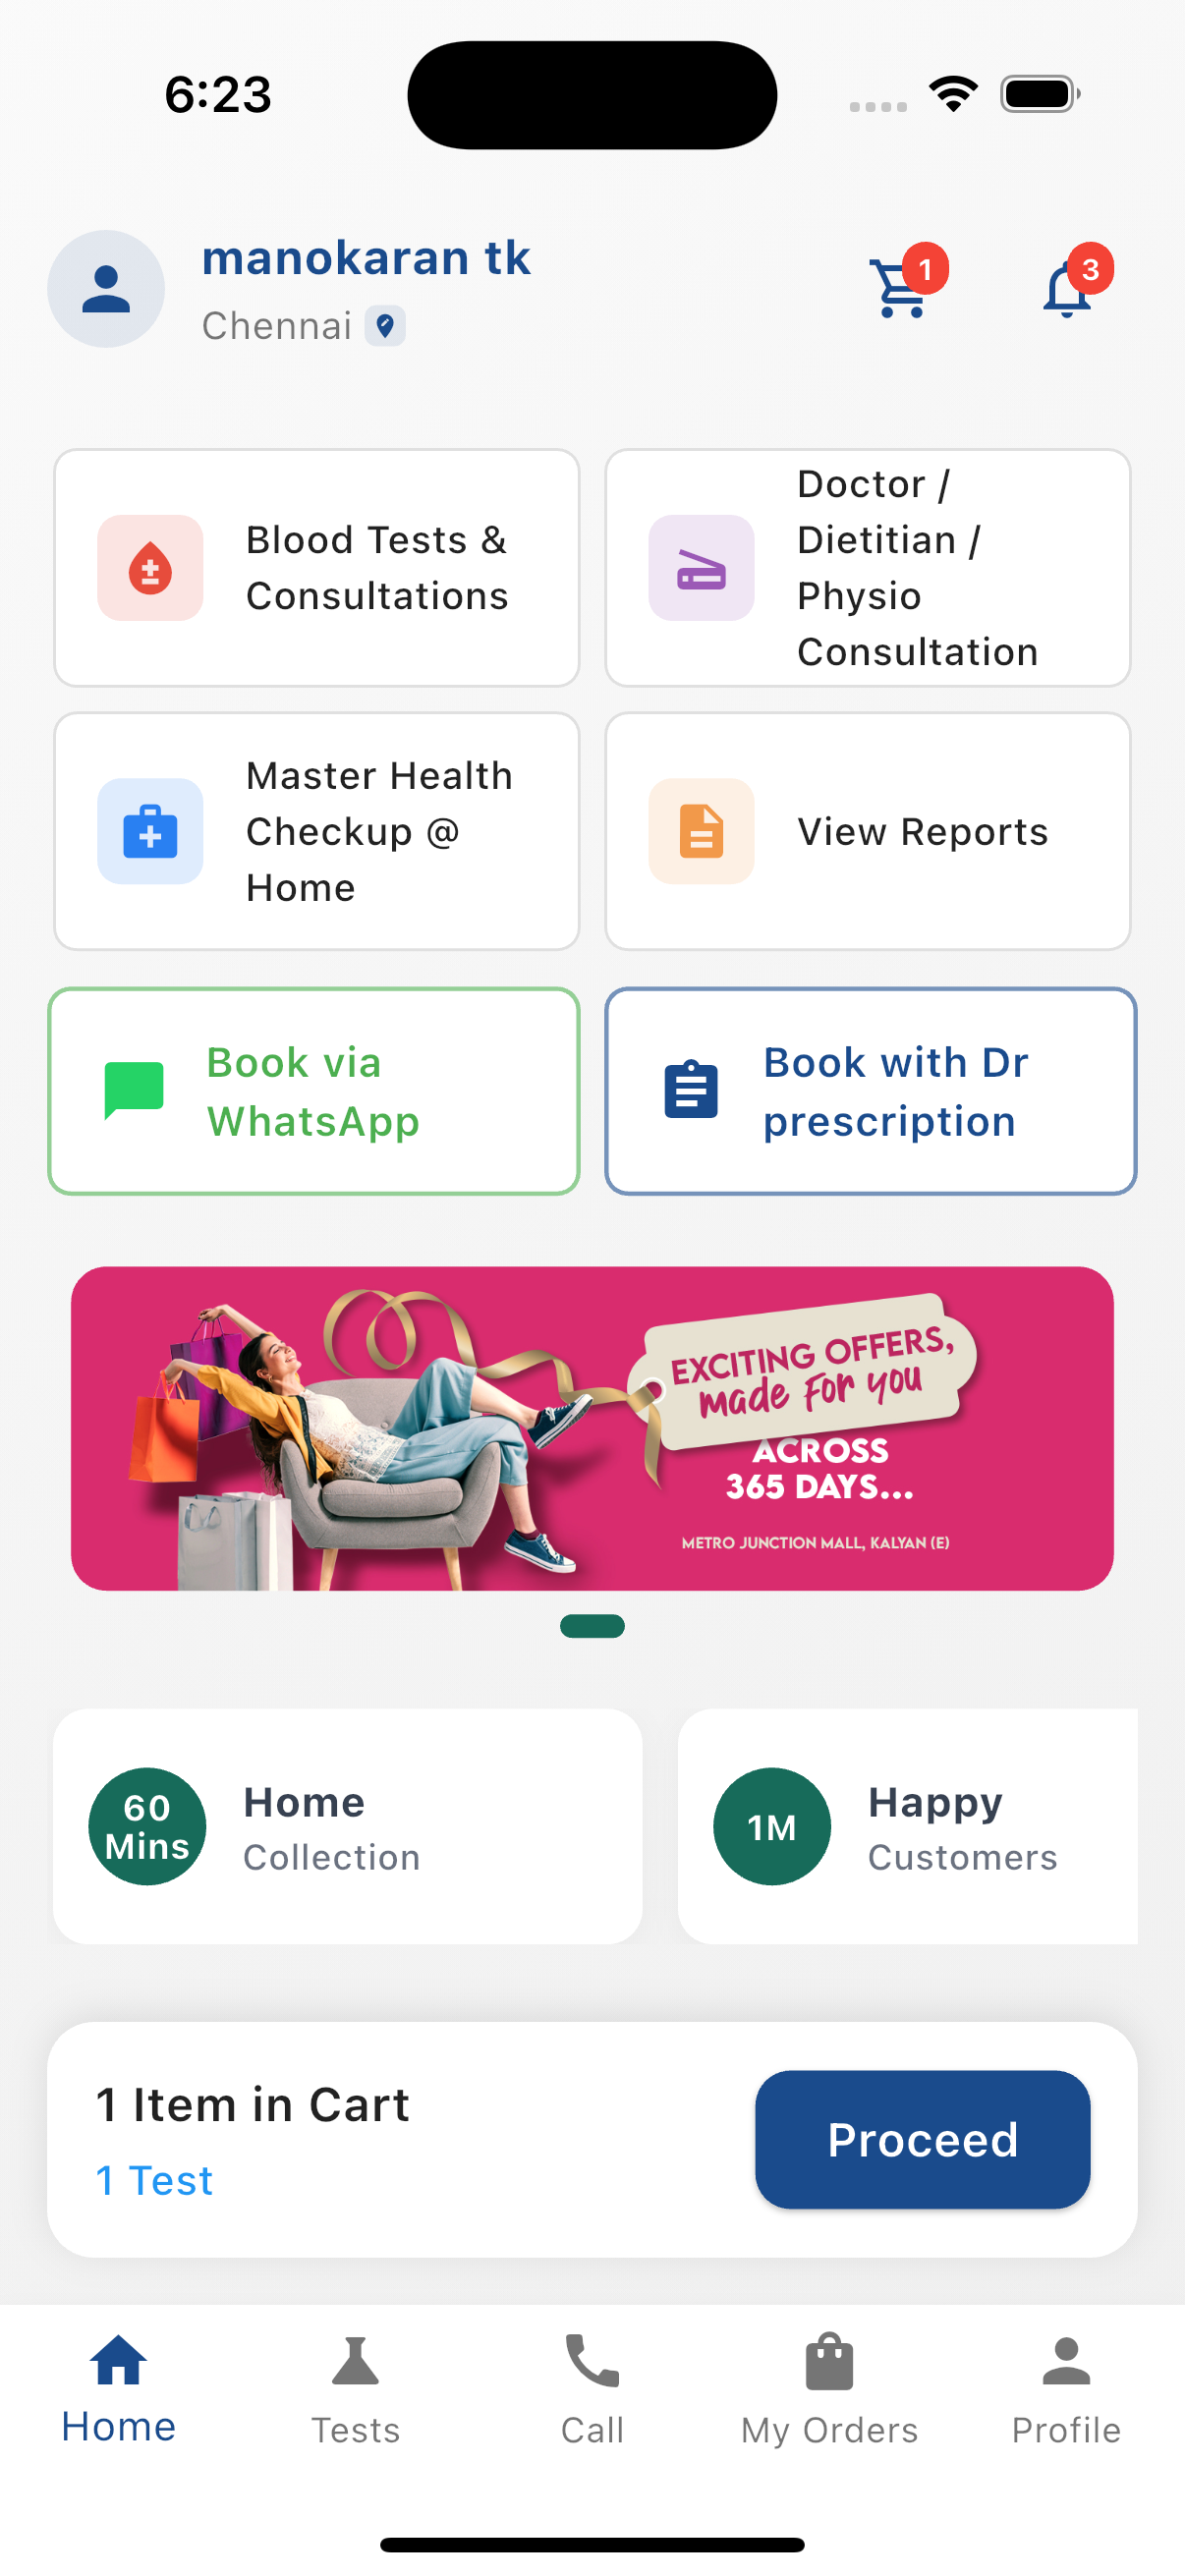 6:23
manokaran tk
Chennai
1
3
Blood Tests &
Consultations
Doctor /
Dietitian /
Physio
Consultation
Master Health
Checkup @
Home
View Reports
Book via
WhatsApp
Book with Dr
prescription
EXCITING OFFERS,
made for you
ACROSS
365 DAYS...
METRO JUNCTION MALL, KALYAN (E)
60
Mins
Home
Collection
1M
Happy
Customers
1 Item in Cart
1 Test
Proceed
Home
Tests
Call
My Orders
Profile